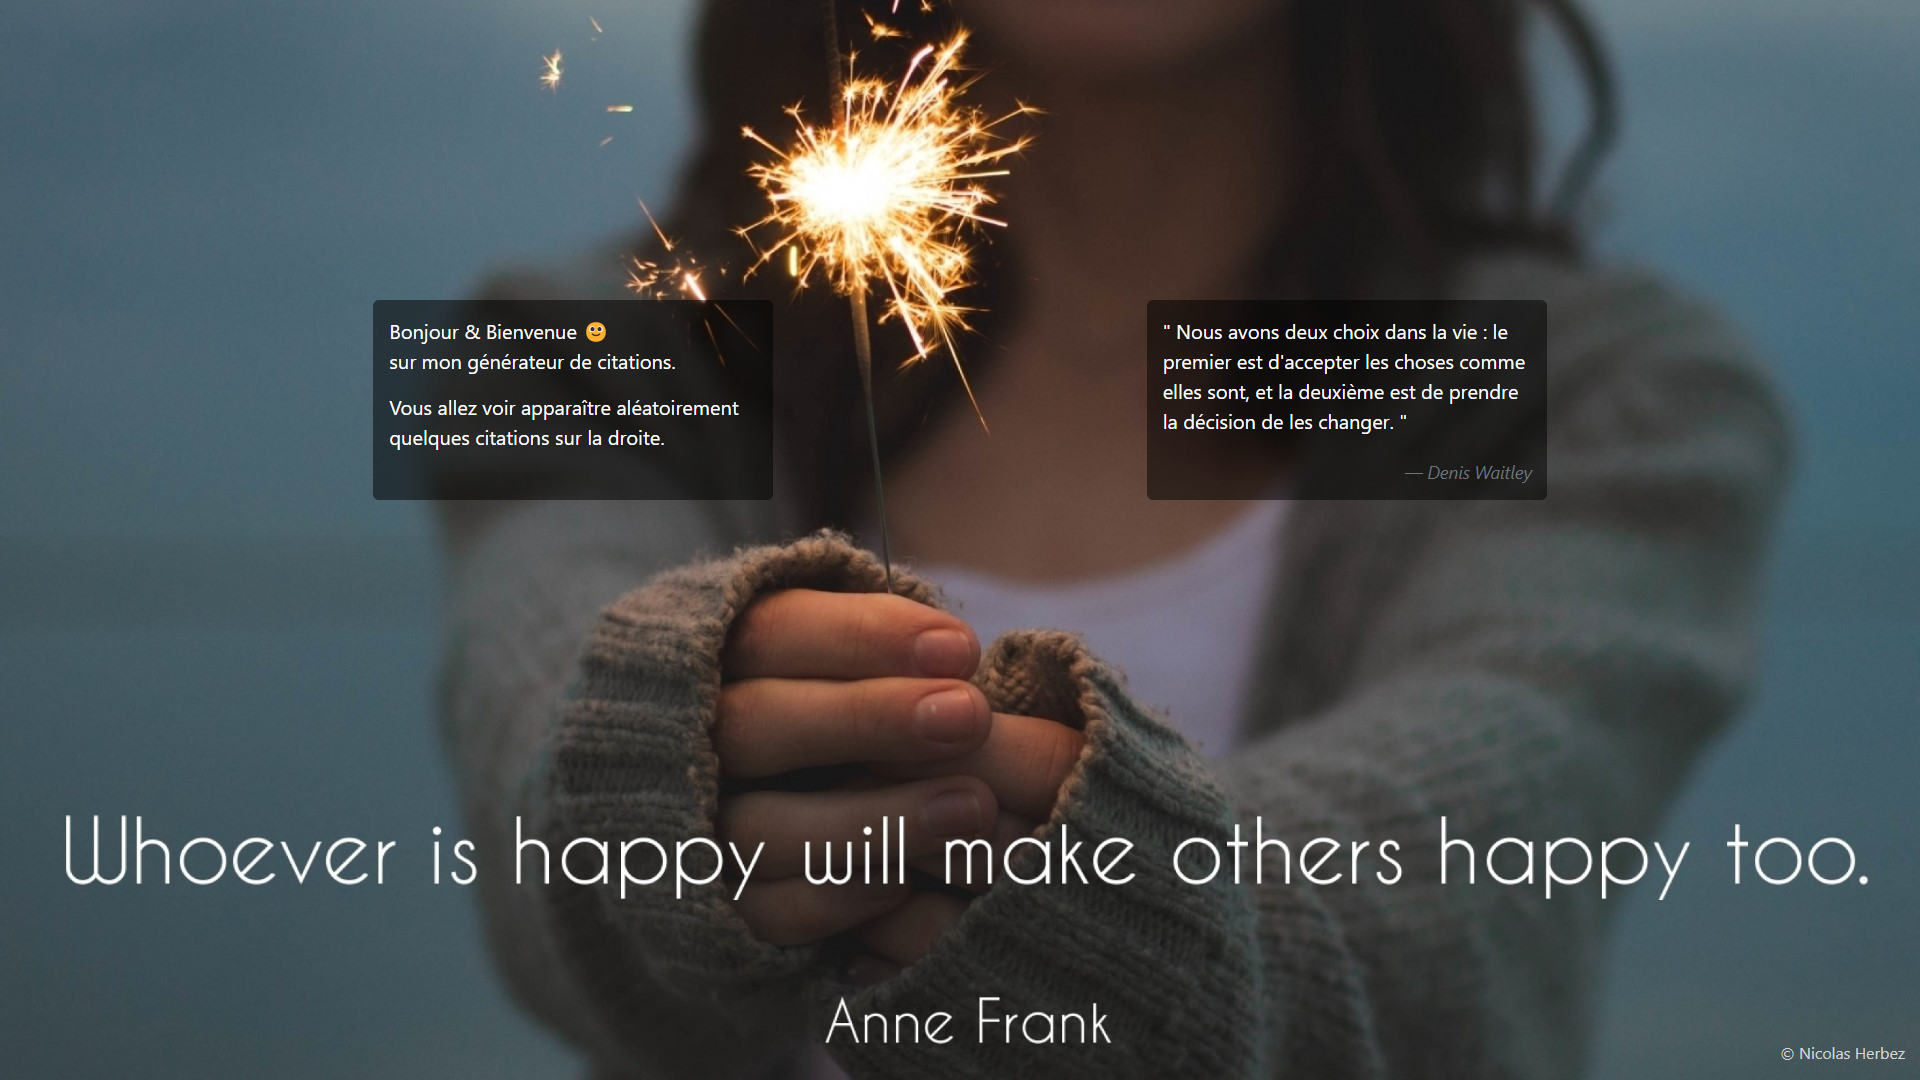 Bonjour & Bienvenue 🙂
sur mon générateur de citations.
Vous allez voir apparaître aléatoirement
quelques citations sur la droite.
" Nous avons deux choix dans la vie : le
premier est d'accepter les choses comme
elles sont, et la deuxième est de prendre
la décision de les changer. "
— Denis Waitley
Whoever is happy will make others happy too.
Anne Frank
© Nicolas Herbez